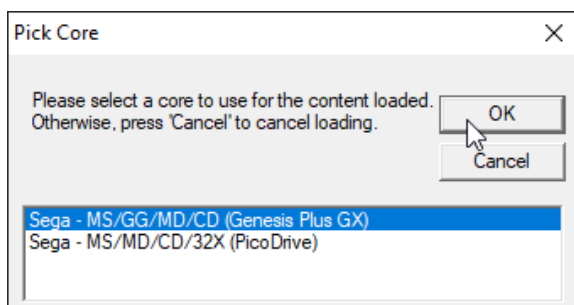 Pick Core
Please select a core to use for the content loaded.
Otherwise, press 'Cancel' to cancel loading.
OK
Cancel
Sega - MS/GG/MD/CD (Genesis Plus GX)
Sega - MS/MD/CD/32X (PicoDrive)